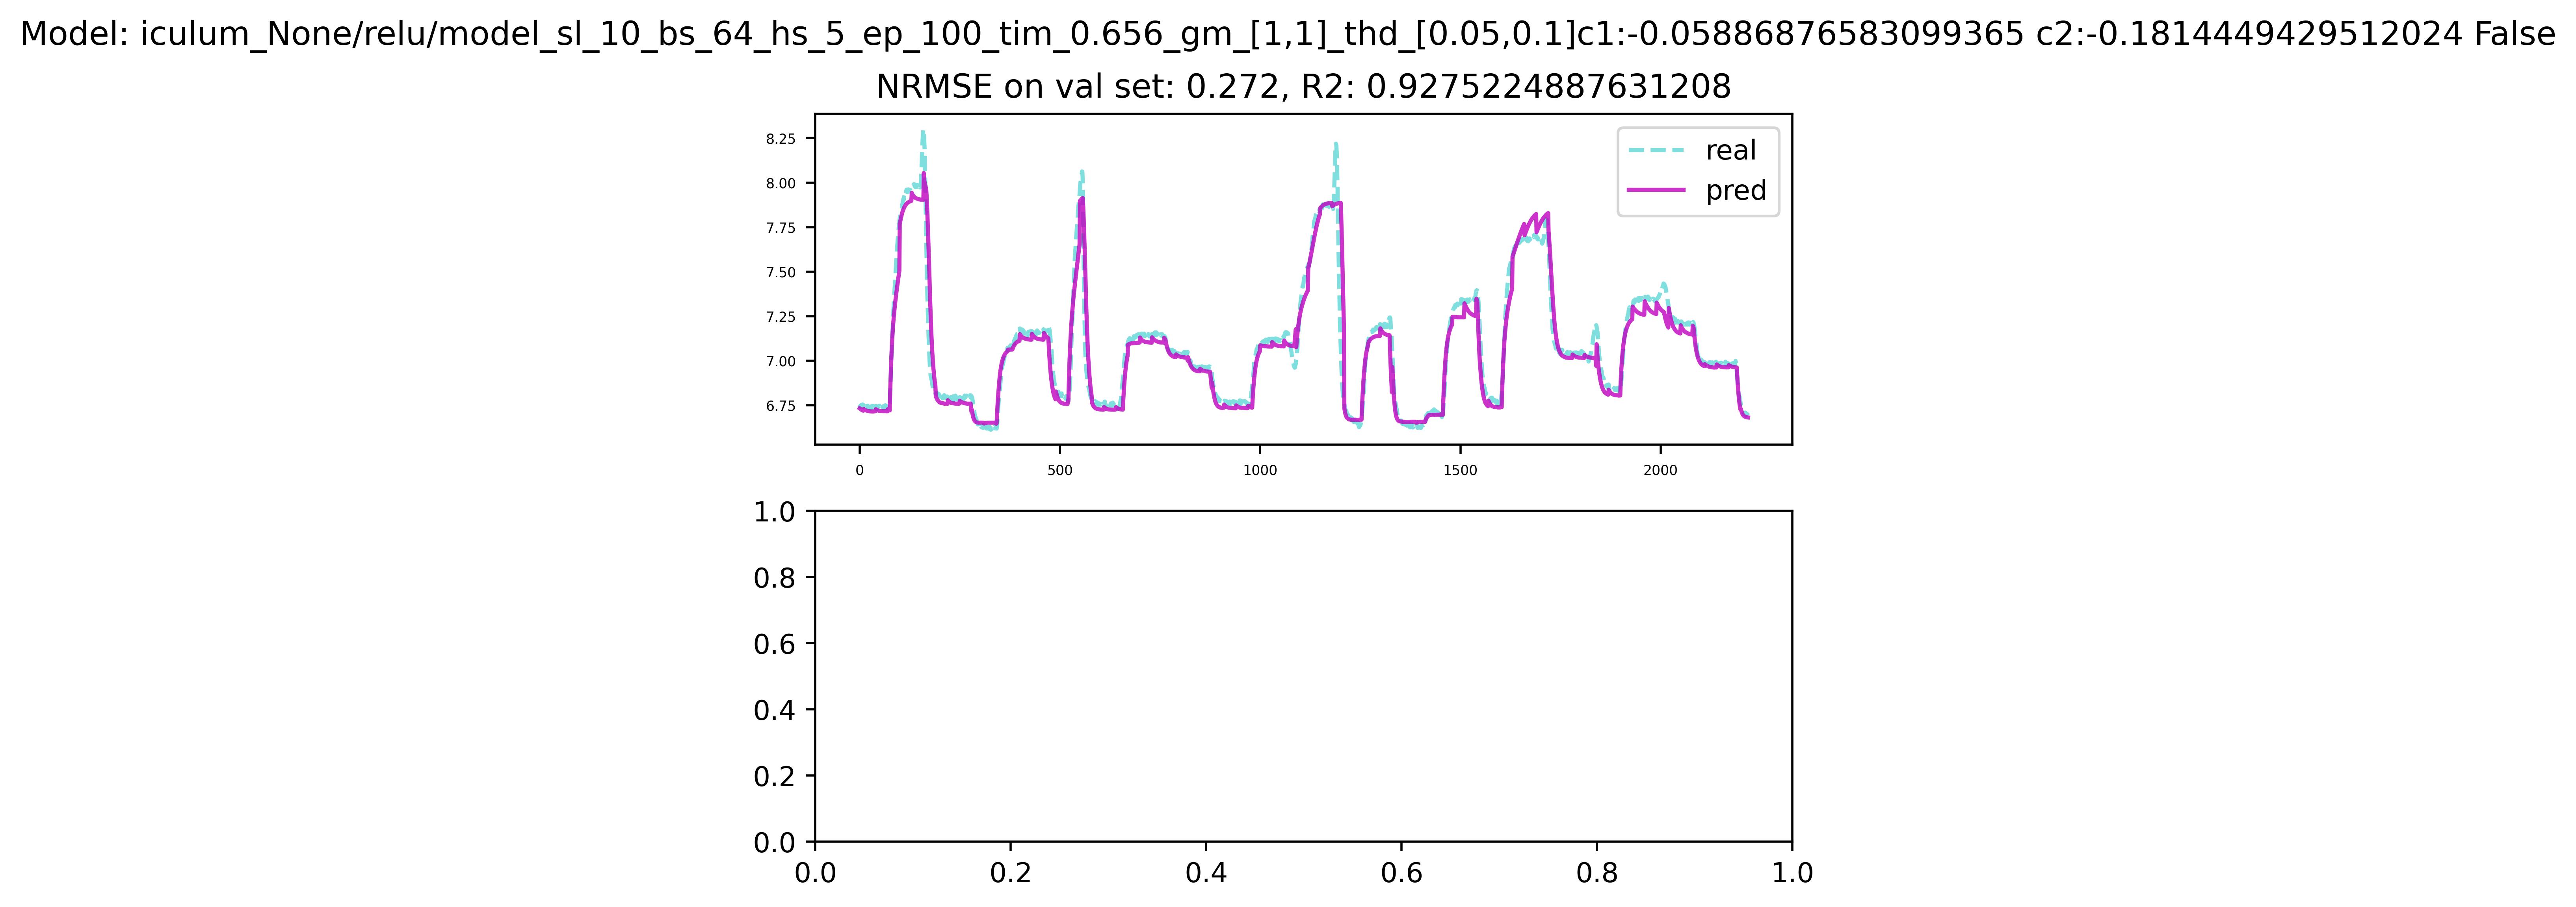 Model: iculum_None/relu/model_sl_10_bs_64_hs_5_ep_100_tim_0.656_gm_[1,1]_thd_[0.05,0.1]c1:-0.05886876583099365 c2:-0.1814449429512024 False
NRMSE on val set: 0.272, R2: 0.9275224887631208
8.25
8.00
7.75
7.50
7.25
7.00
6.75
real
pred
0 500 1000 1500 2000
1.0
0.8
0.6
0.4
0.2
0.0
0.0 0.2 0.4 0.6 0.8 1.0